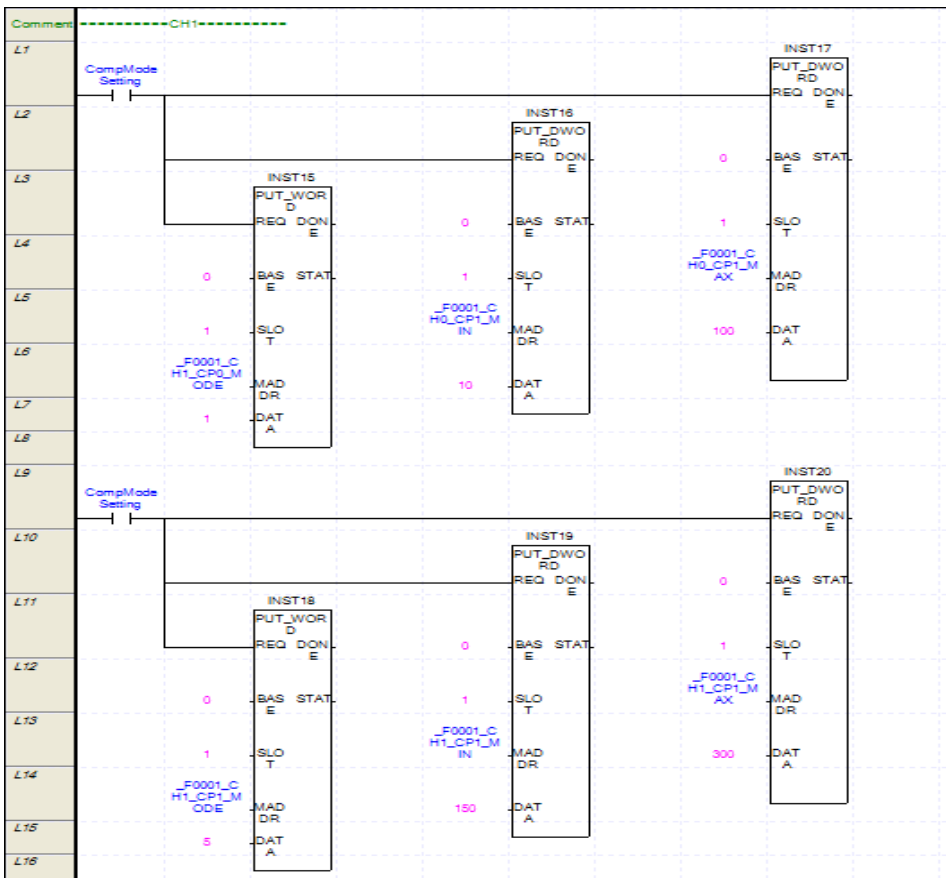 Comment ------------CH1------------
L1
INST17
CompMode
Setting
PUT_DWO
RD
REQ DON
E
L2
INST16
PUT_DWO
RD
REQ DON
E
0 BAS STAT
E
L3
INST15
PUT_WOR
D
REQ DON
E
0 BAS STAT
E
1 SLO
T
L4
0 BAS STAT
E
1 SLO
T
_F0001_C
H0_CP1_M
AX
MAD
DR
L5
1 SLO
T
_F0001_C
H0_CP1_M
IN
MAD
DR
100 DAT
A
L6
_F0001_C
H1_CP0_M
ODE
MAD
DR
10 DAT
A
L7
1 DAT
A
L8
L9
INST20
CompMode
Setting
PUT_DWO
RD
REQ DON
E
L10
INST19
PUT_DWO
RD
REQ DON
E
0 BAS STAT
E
L11
INST18
PUT_WOR
D
REQ DON
E
0 BAS STAT
E
1 SLO
T
L12
0 BAS STAT
E
1 SLO
T
_F0001_C
H1_CP1_M
AX
MAD
DR
L13
1 SLO
T
_F0001_C
H1_CP1_M
IN
MAD
DR
300 DAT
A
L14
_F0001_C
H1_CP1_M
ODE
MAD
DR
150 DAT
A
L15
5 DAT
A
L16